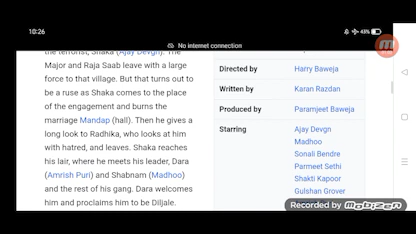 10:26
48%
No internet connection
the terrorist, Shaka (Ajay Devgn). The
Major and Raja Saab leave with a large
force to that village. But that turns out to
be a ruse as Shaka comes to the place
of the engagement and burns the
marriage Mandap (hall). Then he gives a
long look to Radhika, who looks at him
with hatred, and leaves. Shaka reaches
his lair, where he meets his leader, Dara
(Amrish Puri) and Shabnam (Madhoo)
and the rest of his gang. Dara welcomes
him and proclaims him to be Diljale.
Directed by Harry Baweja
Written by Karan Razdan
Produced by Paramjeet Baweja
Starring Ajay Devgn
Madhoo
Sonali Bendre
Parmeet Sethi
Shakti Kapoor
Gulshan Grover
Recorded by Mobizen